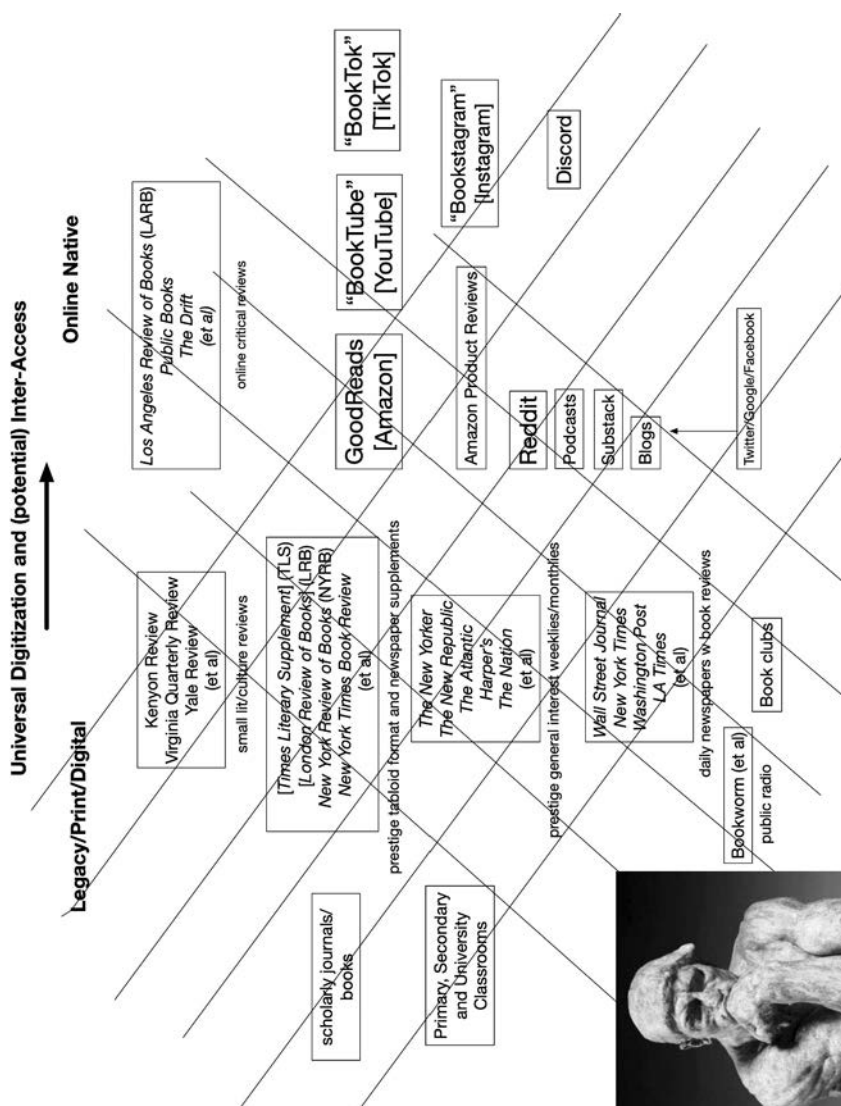 Universal Digitization and (potential) Inter-Access
Legacy/Print/Digital
Online Native
scholarly journals/
books
Primary, Secondary
and University
Classrooms
Kenyon Review
Virginia Quarterly Review
Yale Review
(et al)
small lit/culture reviews
[Times Literary Supplement] (TLS)
[London Review of Books] (LRB)
New York Review of Books (NYRB)
New York Times Book Review
(et al)
prestige tabloid format and newspaper supplements
The New Yorker
The New Republic
The Atlantic
Harper's
The Nation
(et al)
prestige general interest weeklies/monthlies
Wall Street Journal
New York Times
Washington Post
LA Times
(et al)
daily newspapers w book reviews
Bookworm (et al)
public radio
Book clubs
Los Angeles Review of Books (LARB)
Public Books
The Drift
(et al)
online critical reviews
GoodReads
[Amazon]
"BookTube"
[YouTube]
"BookTok"
[TikTok]
Amazon Product Reviews
"Bookstagram"
[Instagram]
Reddit
Podcasts
Substack
Blogs
Discord
Twitter/Google/Facebook